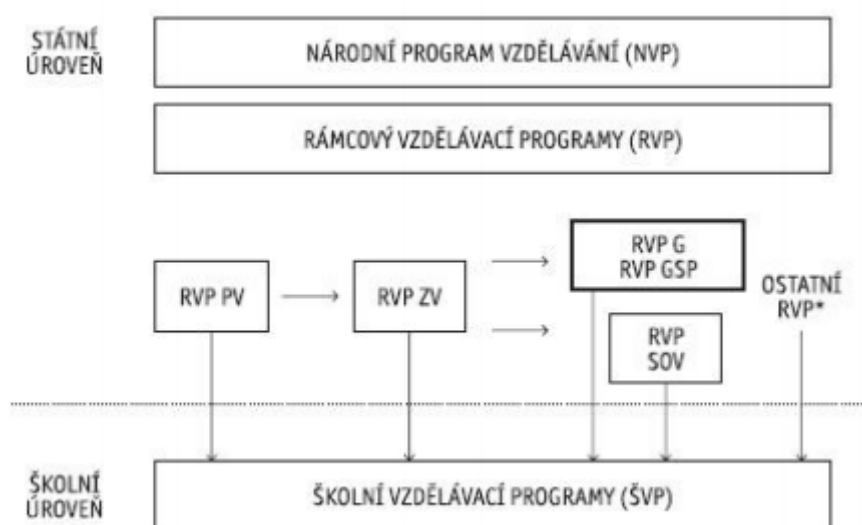 STÁTNÍ
ÚROVEŇ
NÁRODNÍ PROGRAM VZDĚLÁVÁNÍ (NVP)
RÁMCOVÝ VZDĚLÁVACÍ PROGRAMY (RVP)
RVP PV
RVP ZV
RVP G
RVP GSP
RVP
SOV
OSTATNÍ
RVP*
ŠKOLNÍ
ÚROVEŇ
ŠKOLNÍ VZDĚLÁVACÍ PROGRAMY (ŠVP)